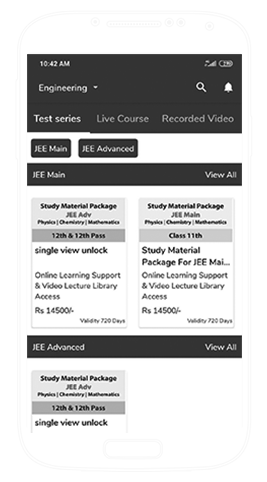 10:42 AM
Engineering
Test series Live Course Recorded Video
JEE Main JEE Advanced
JEE Main View All
Study Material Package
JEE Adv
Physics | Chemistry | Mathematics
12th & 12th Pass
single view unlock
Online Learning Support
& Video Lecture Library
Access
Rs 14500/-
Validity 720 Days
Study Material Package
JEE Main
Physics | Chemistry | Mathematics
Class 11th
Study Material
Package For JEE Mai...
Online Learning Support
& Video Lecture Library
Access
Rs 14500/-
Validity 720 Days
JEE Advanced View All
Study Material Package
JEE Adv
Physics | Chemistry | Mathematics
12th & 12th Pass
single view unlock